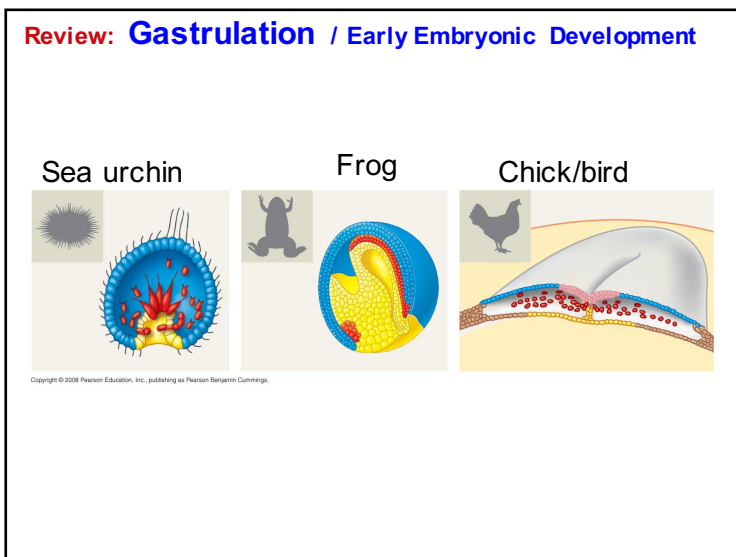 Review: Gastrulation / Early Embryonic Development
Sea urchin
Frog
Chick/bird
Copyright © 2008 Pearson Education, Inc., publishing as Pearson Benjamin Cummings.